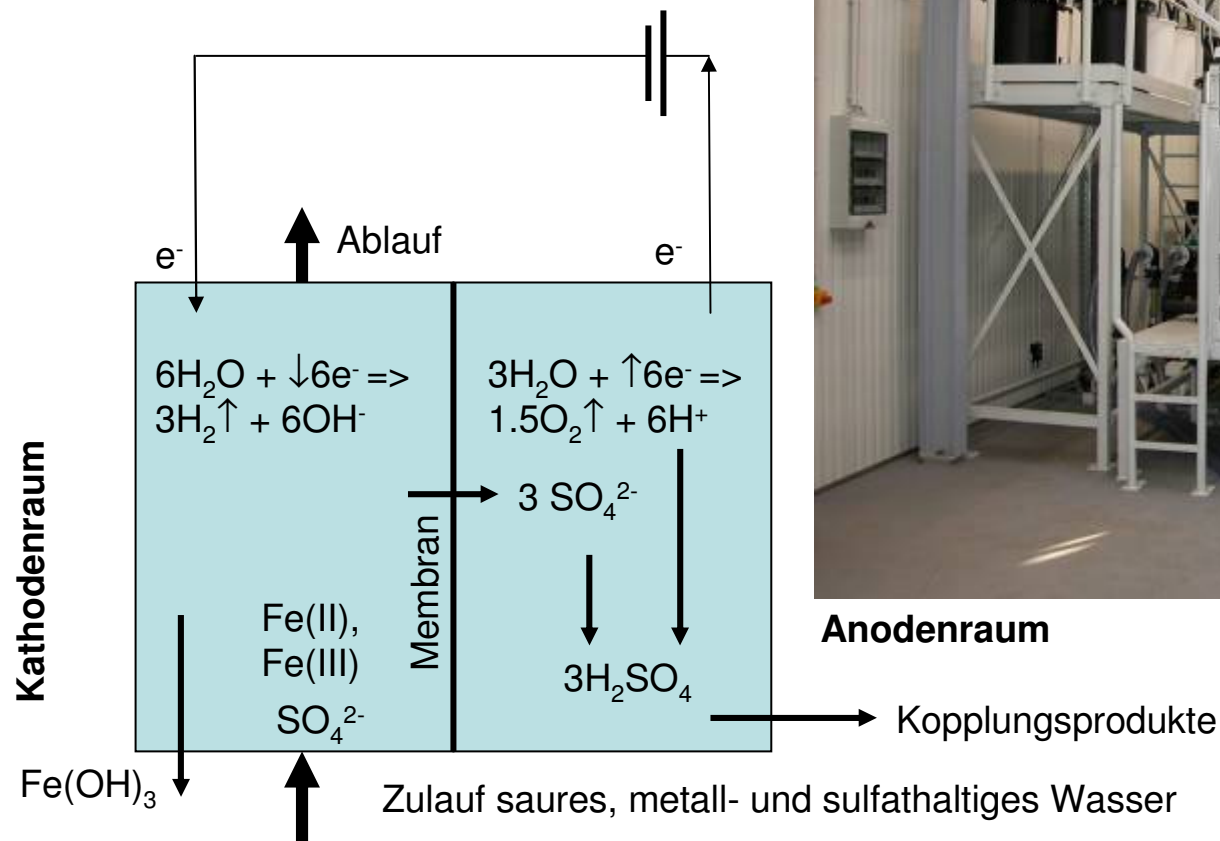 e⁻
Ablauf
e⁻
6H₂O + ↓6e⁻ =>
3H₂↑ + 6OH⁻
3H₂O + ↑6e⁻ =>
1.5O₂↑ + 6H⁺
Kathodenraum
Membran
3 SO₄²⁻
Fe(II),
Fe(III)
SO₄²⁻
3H₂SO₄
Anodenraum
Kopplungsprodukte
Fe(OH)₃
Zulauf saures, metall- und sulfathaltiges Wasser